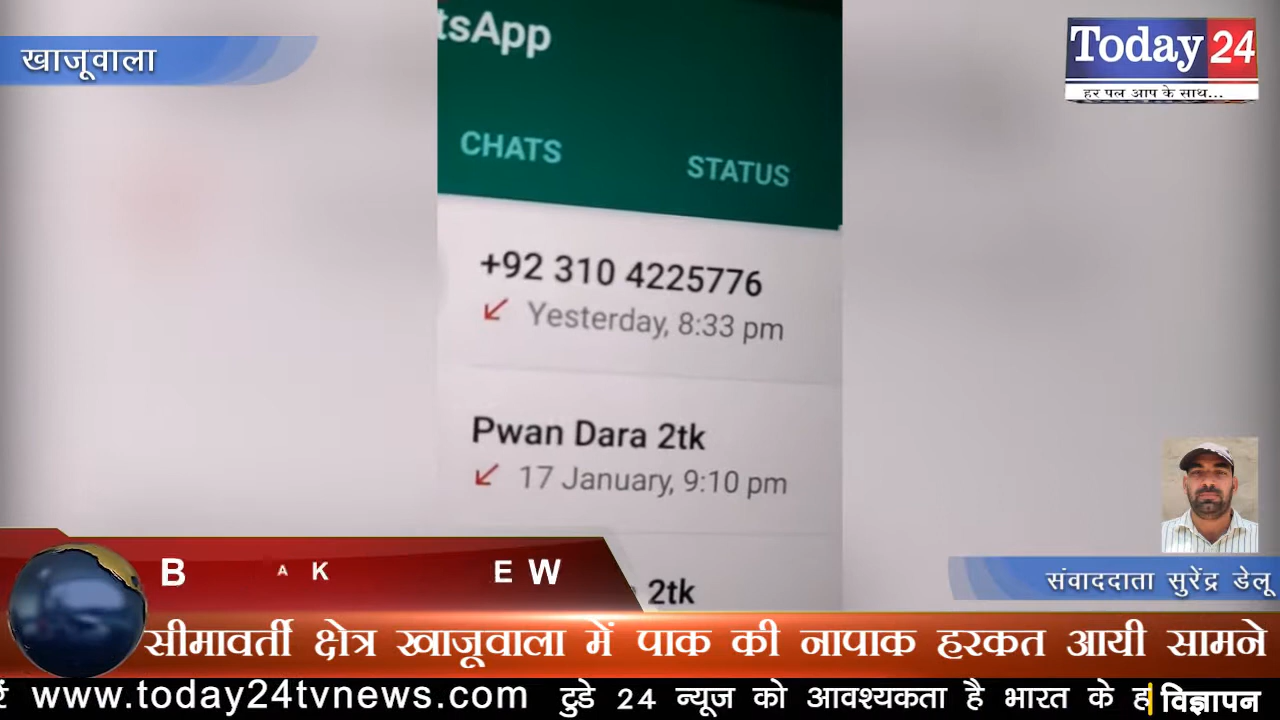 खाजूवाला
tsApp
Today 24
हर पल आप के साथ...
CHATS STATUS
+92 310 4225776
Yesterday, 8:33 pm
Pwan Dara 2tk
17 January, 9:10 pm
2tk
B A K E W
संवाददाता सुरेंद्र डेलू
सीमावर्ती क्षेत्र खाजूवाला में पाक की नापाक हरकत आयी सामने
www.today24tvnews.com टुडे 24 न्यूज को आवश्यकता है भारत के ह
विज्ञापन